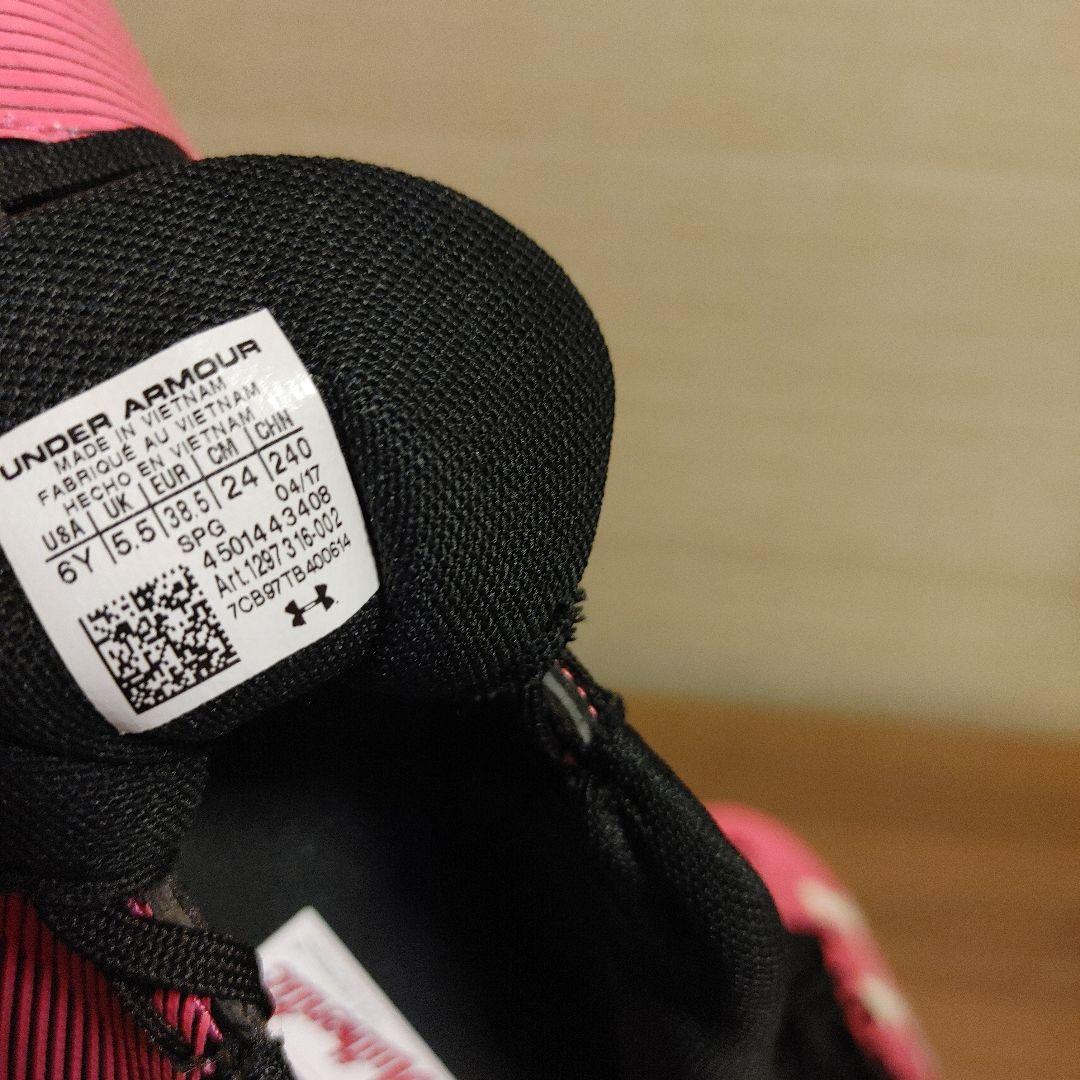 UNDER ARMOUR
MADE IN VIETNAM
FABRIQUÉ AU VIETNAM
HECHO EN VIETNAM
USA UK EUR CM CHN
6Y 5.5 38.5 24 240
SPG 04/17
4501443408
Art.1297316-002
7CB97TB400614